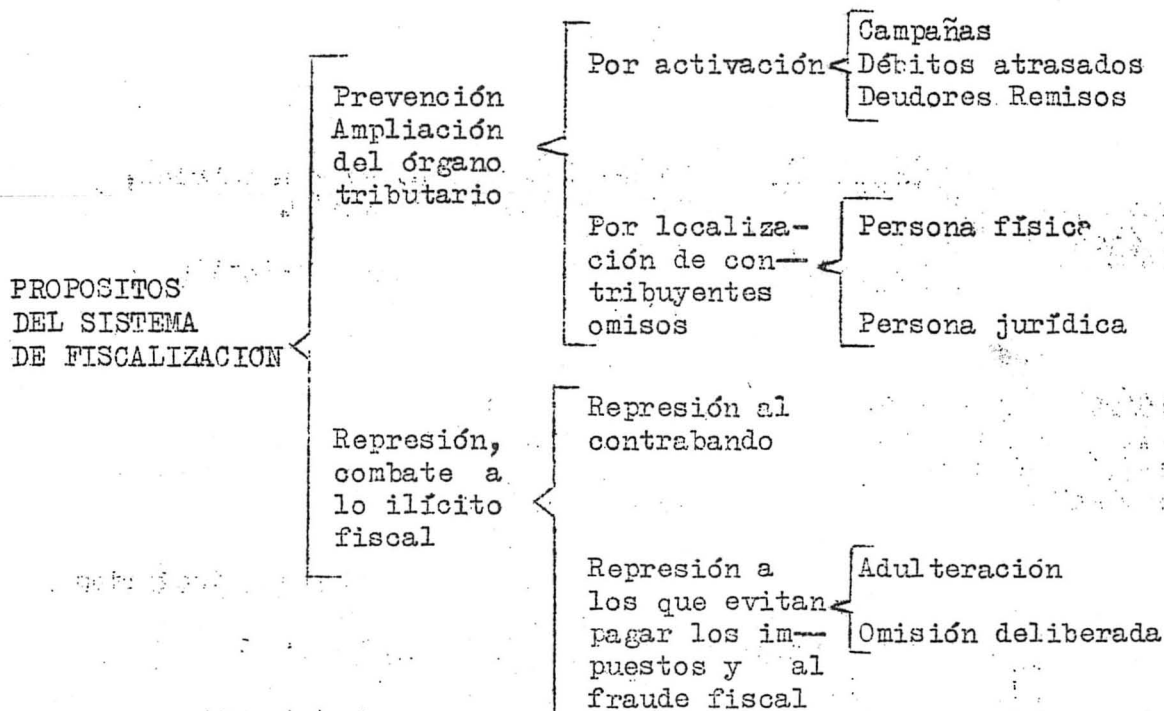 PROPOSITOS
DEL SISTEMA
DE FISCALIZACION
Prevención
Ampliación
del órgano
tributario
Por activación
Campañas
Débitos atrasados
Deudores Remisos
Por localiza-
ción de con-
tribuyentes
omisos
Persona física
Persona jurídica
Represión,
combate a
lo ilícito
fiscal
Represión al
contrabando
Represión a
los que evitan
pagar los im-
puestos y al
fraude fiscal
Adulteración
Omisión deliberada